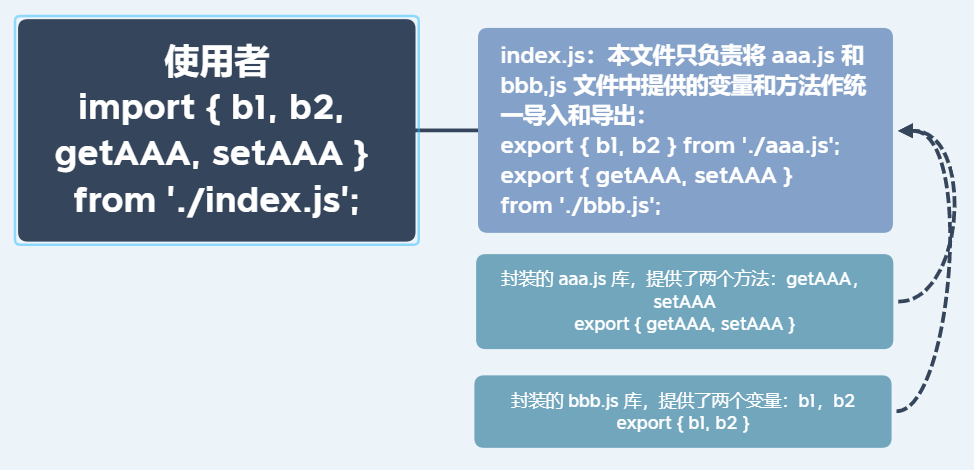 使用者
import { b1, b2,
getAAA, setAAA }
from './index.js';
index.js：本文件只负责将 aaa.js 和
bbb.js 文件中提供的变量和方法作统
一导入和导出：
export { b1, b2 } from './aaa.js';
export { getAAA, setAAA }
from './bbb.js';
封装的 aaa.js 库，提供了两个方法：getAAA，
setAAA
export { getAAA, setAAA }
封装的 bbb.js 库，提供了两个变量：b1，b2
export { b1, b2 }